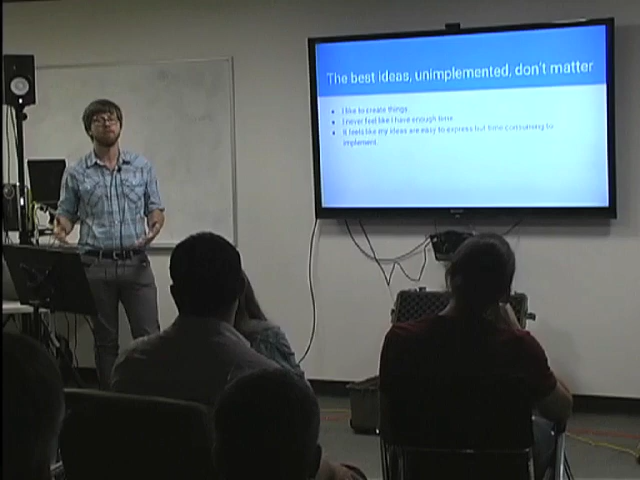 The best ideas, unimplemented, don't matter
• I like to create things.
• I never feel like I have enough time.
• It feels like my ideas are easy to express but time consuming to
implement.